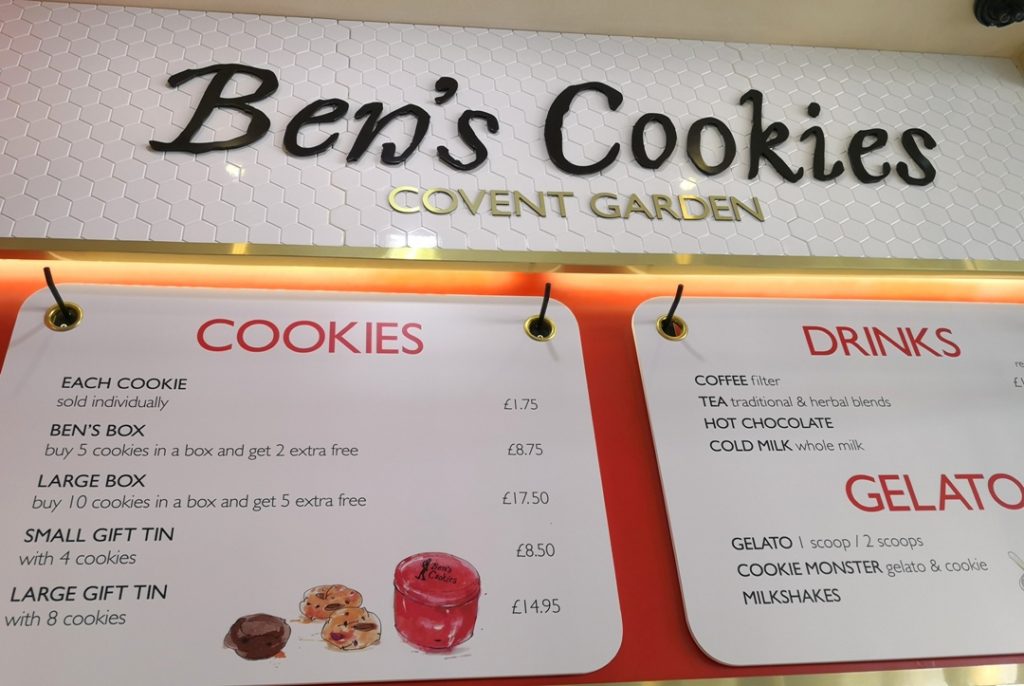 Ben's Cookies
COVENT GARDEN
COOKIES
EACH COOKIE
sold individually £1.75
BEN'S BOX
buy 5 cookies in a box and get 2 extra free £8.75
LARGE BOX
buy 10 cookies in a box and get 5 extra free £17.50
SMALL GIFT TIN
with 4 cookies £8.50
LARGE GIFT TIN
with 8 cookies £14.95
Ben's
Cookies
DRINKS
COFFEE filter
TEA traditional & herbal blends
HOT CHOCOLATE
COLD MILK whole milk
GELATO
GELATO 1 scoop / 2 scoops
COOKIE MONSTER gelato & cookie
MILKSHAKES